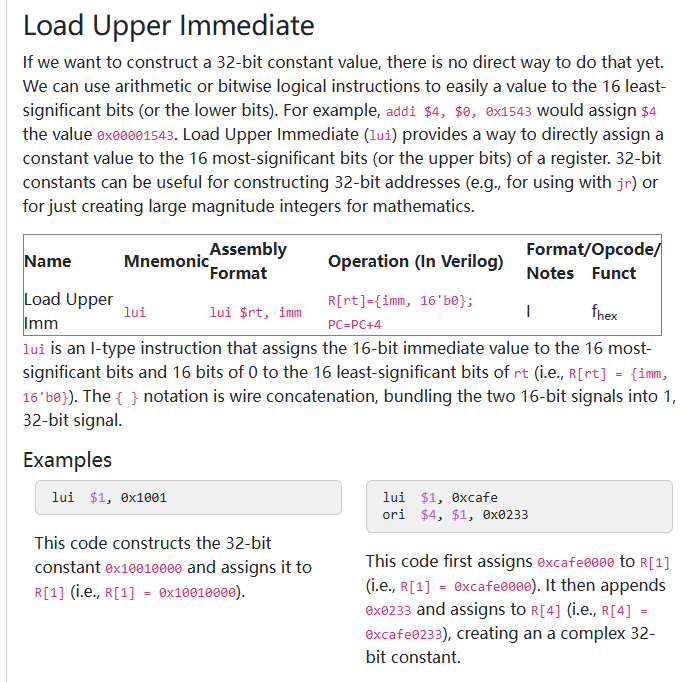 Load Upper Immediate
If we want to construct a 32-bit constant value, there is no direct way to do that yet.
We can use arithmetic or bitwise logical instructions to easily a value to the 16 least-
significant bits (or the lower bits). For example, addi $4, $0, 0x1543 would assign $4
the value 0x00001543. Load Upper Immediate (lui) provides a way to directly assign a
constant value to the 16 most-significant bits (or the upper bits) of a register. 32-bit
constants can be useful for constructing 32-bit addresses (e.g., for using with jr) or
for just creating large magnitude integers for mathematics.
Name Mnemonic Assembly Format Operation (In Verilog) Format/ Notes Opcode/ Funct
Load Upper Imm lui lui $rt, imm R[rt]={imm, 16'b0}; PC=PC+4 I fhex
lui is an I-type instruction that assigns the 16-bit immediate value to the 16 most-
significant bits and 16 bits of 0 to the 16 least-significant bits of rt (i.e., R[rt] = {imm,
16'b0}). The { } notation is wire concatenation, bundling the two 16-bit signals into 1,
32-bit signal.
Examples
lui $1, 0x1001
This code constructs the 32-bit
constant 0x10010000 and assigns it to
R[1] (i.e., R[1] = 0x10010000).
lui $1, 0xcafe
ori $4, $1, 0x0233
This code first assigns 0xcafe0000 to R[1]
(i.e., R[1] = 0xcafe0000). It then appends
0x0233 and assigns to R[4] (i.e., R[4] =
0xcafe0233), creating an a complex 32-
bit constant.